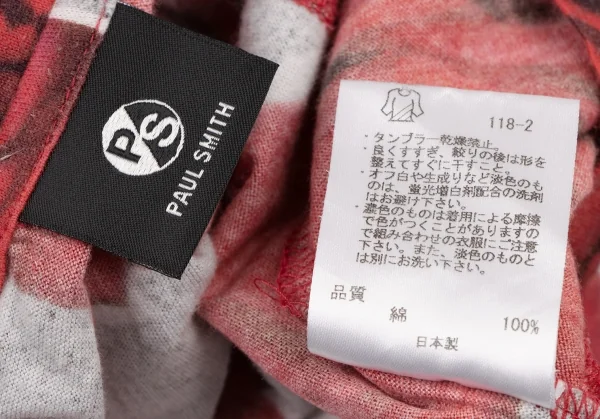 PS
PAUL SMITH
118-2
・タンブラー乾燥禁止。
・良くすすぎ、絞りの後は形を
整えてすぐに干すこと。
・オフ白や生成りなど淡色のも
のは、蛍光増白剤配合の洗剤
はお避け下さい。
・濃色のものは着用による摩擦
で色がつくことがありますの
で組み合わせの衣服にご注意
下さい。また、淡色のものと
は別にお洗い下さい。
品質
綿 100%
日本製